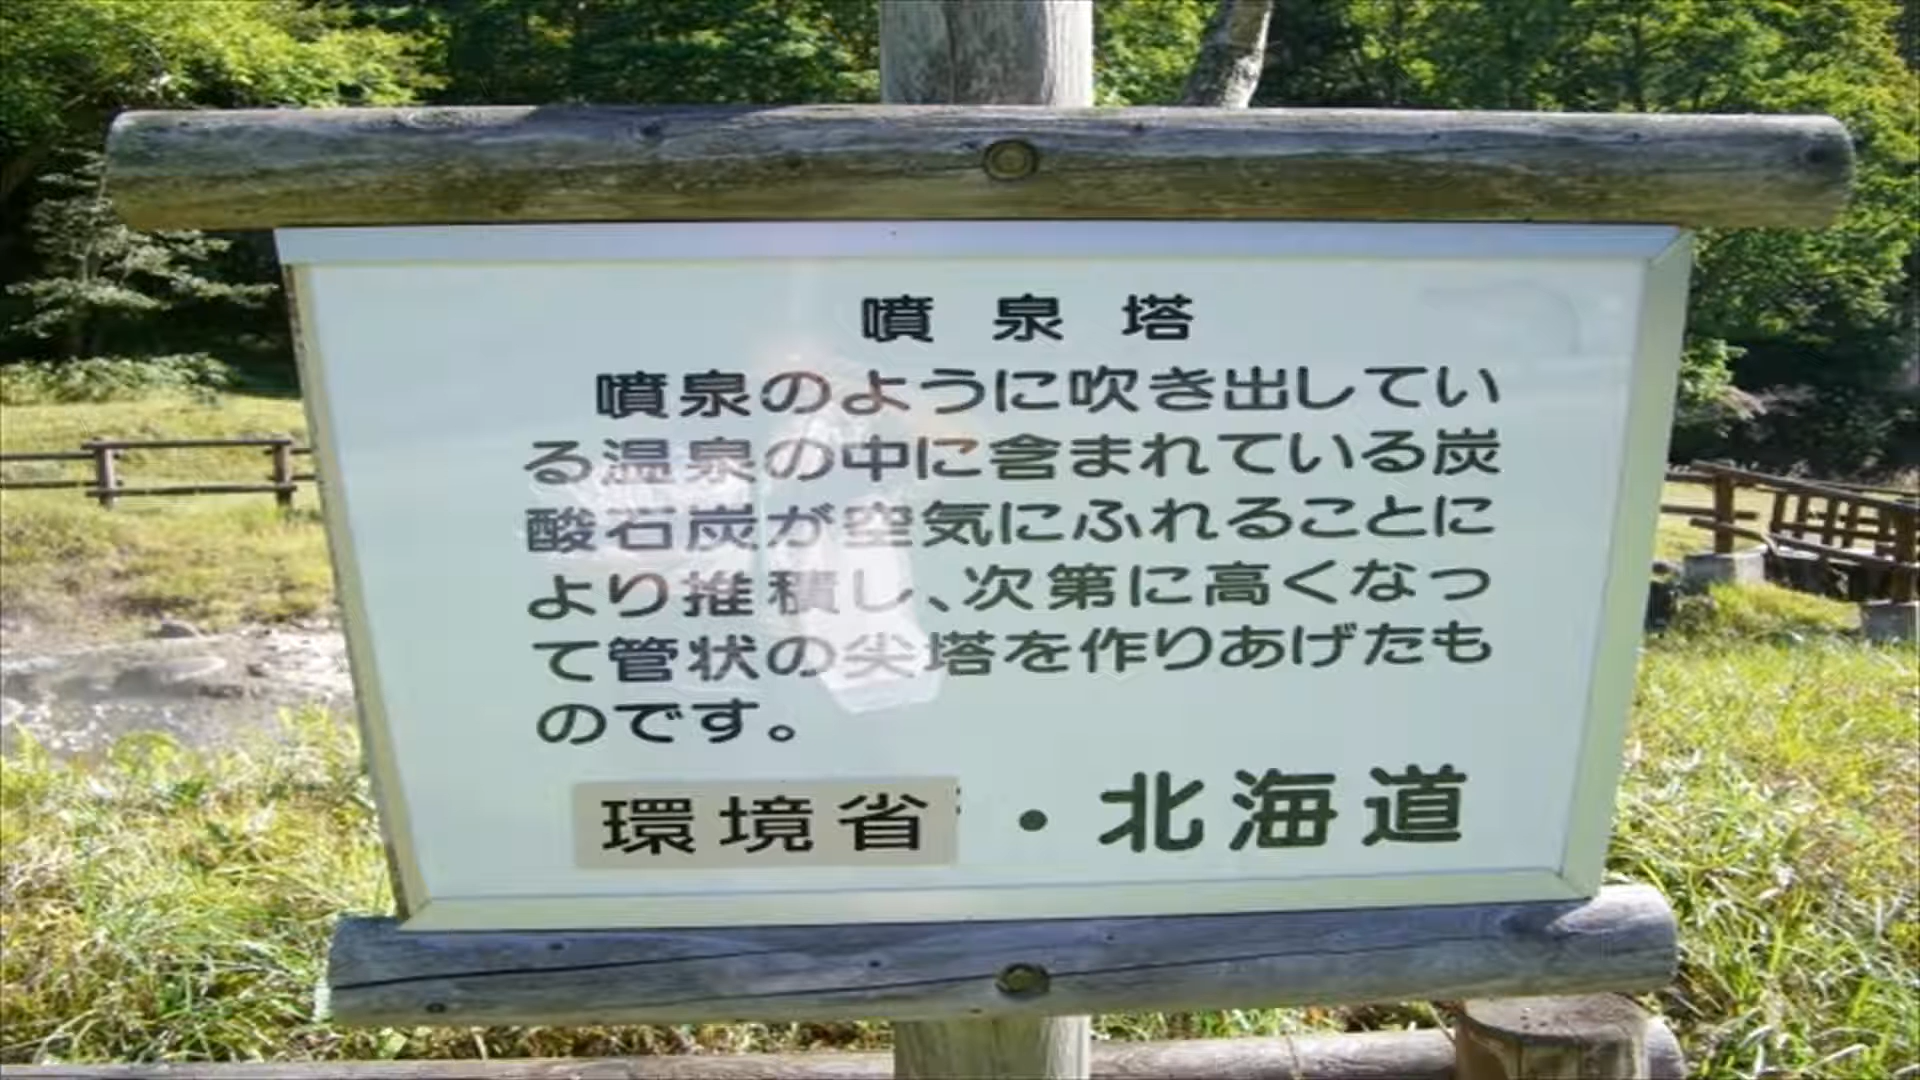 噴泉塔
噴泉のように吹き出してい
る温泉の中に含まれている炭
酸石炭が空気にふれることに
より推積し、次第に高くなっ
て管状の尖塔を作りあげたも
のです。
環境省・北海道